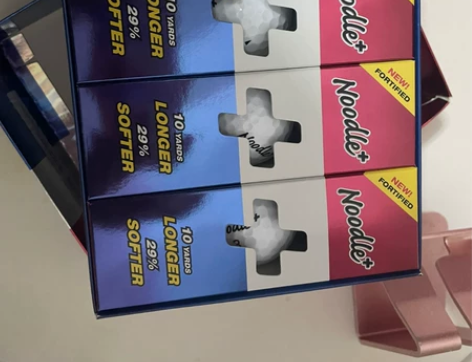 Noodle+
10 YARDS
LONGER
29%
SOFTER
NEW!
FORTIFIED
Noodle+
10 YARDS
LONGER
29%
SOFTER
NEW!
FORTIFIED
Noodle+
10 YARDS
LONGER
29%
SOFTER